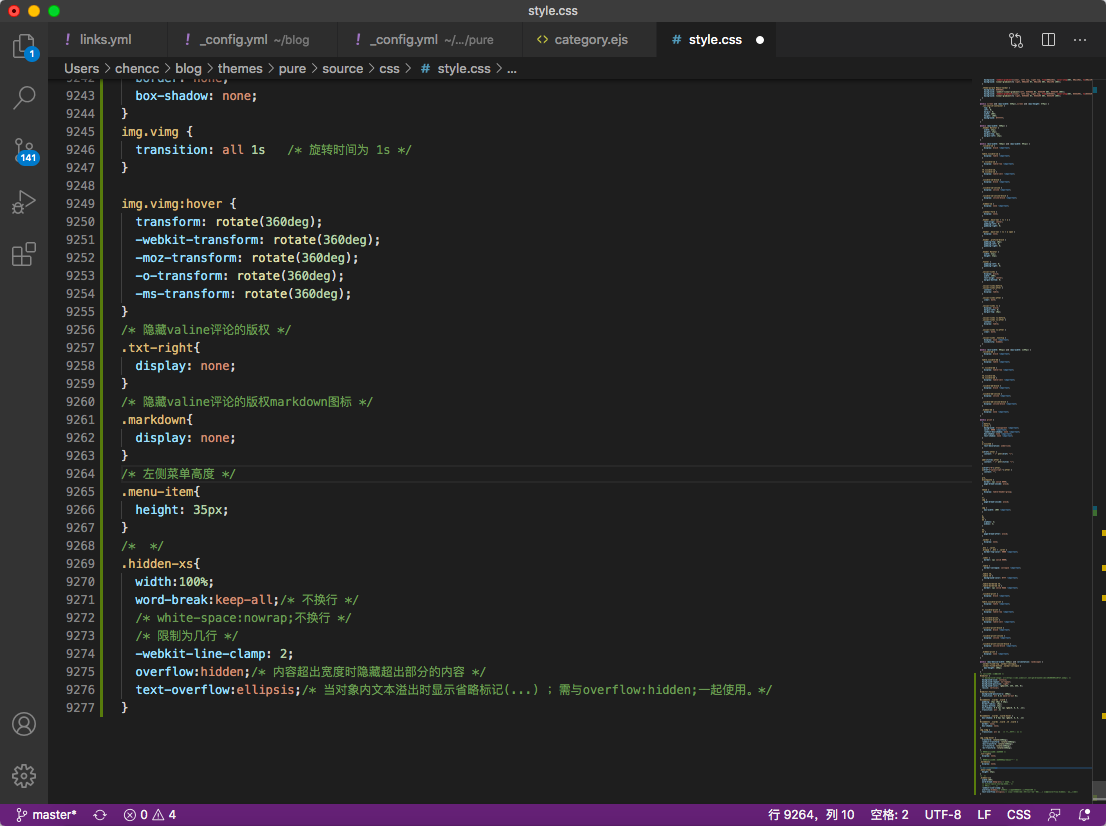 style.css
! links.yml
! _config.yml ~/blog
! _config.yml ~/.../pure
<> category.ejs
# style.css ●
Users > chencc > blog > themes > pure > source > css > # style.css > ...
1
141
9242 border: none;
9243 box-shadow: none;
9244 }
9245 img.vimg {
9246 transition: all 1s /* 旋转时间为 1s */
9247 }
9248
9249 img.vimg:hover {
9250 transform: rotate(360deg);
9251 -webkit-transform: rotate(360deg);
9252 -moz-transform: rotate(360deg);
9253 -o-transform: rotate(360deg);
9254 -ms-transform: rotate(360deg);
9255 }
9256 /* 隐藏valine评论的版权 */
9257 .txt-right{
9258 display: none;
9259 }
9260 /* 隐藏valine评论的版权markdown图标 */
9261 .markdown{
9262 display: none;
9263 }
9264 /* 左侧菜单高度 */
9265 .menu-item{
9266 height: 35px;
9267 }
9268 /*  */
9269 .hidden-xs{
9270 width:100%;
9271 word-break:keep-all;/* 不换行 */
9272 /* white-space:nowrap;不换行 */
9273 /* 限制为几行 */
9274 -webkit-line-clamp: 2;
9275 overflow:hidden;/* 内容超出宽度时隐藏超出部分的内容 */
9276 text-overflow:ellipsis;/* 当对象内文本溢出时显示省略标记(...) ; 需与overflow:hidden;一起使用。*/
9277 }
master* 0 4 行 9264，列 10 空格: 2 UTF-8 LF CSS